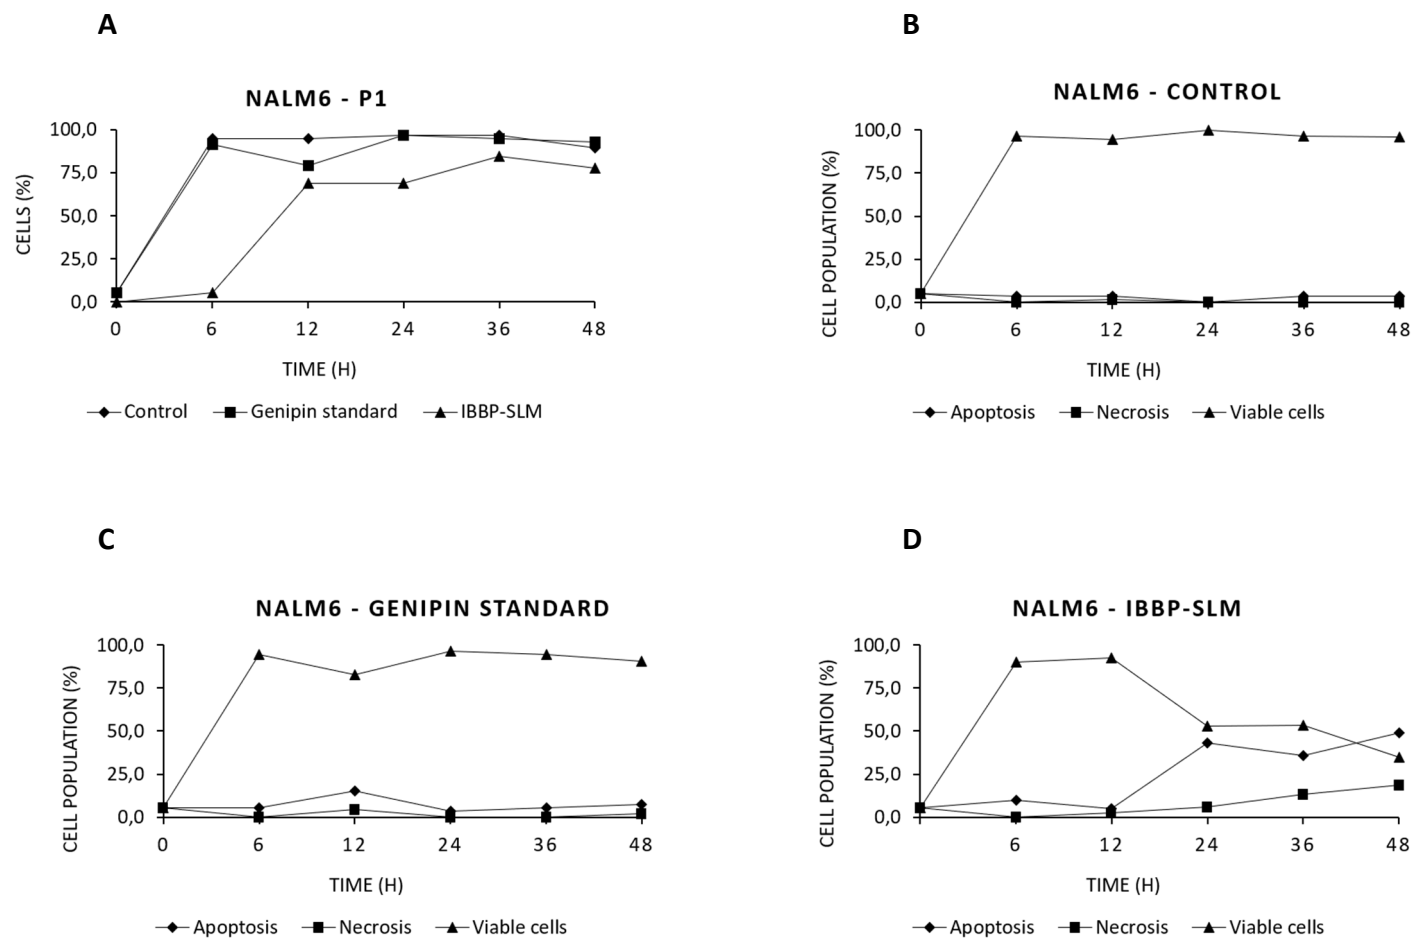 A
NALM6 - P1
CELLS (%)
100,0
75,0
50,0
25,0
0,0
0 6 12 24 36 48
TIME (H)
Control Genipin standard IBBP-SLM
B
NALM6 - CONTROL
CELL POPULATION (%)
100,0
75,0
50,0
25,0
0,0
0 6 12 24 36 48
TIME (H)
Apoptosis Necrosis Viable cells
C
NALM6 - GENIPIN STANDARD
CELL POPULATION (%)
100,0
75,0
50,0
25,0
0,0
0 6 12 24 36 48
TIME (H)
Apoptosis Necrosis Viable cells
D
NALM6 - IBBP-SLM
CELL POPULATION (%)
100,0
75,0
50,0
25,0
0,0
6 12 24 36 48
TIME (H)
Apoptosis Necrosis Viable cells